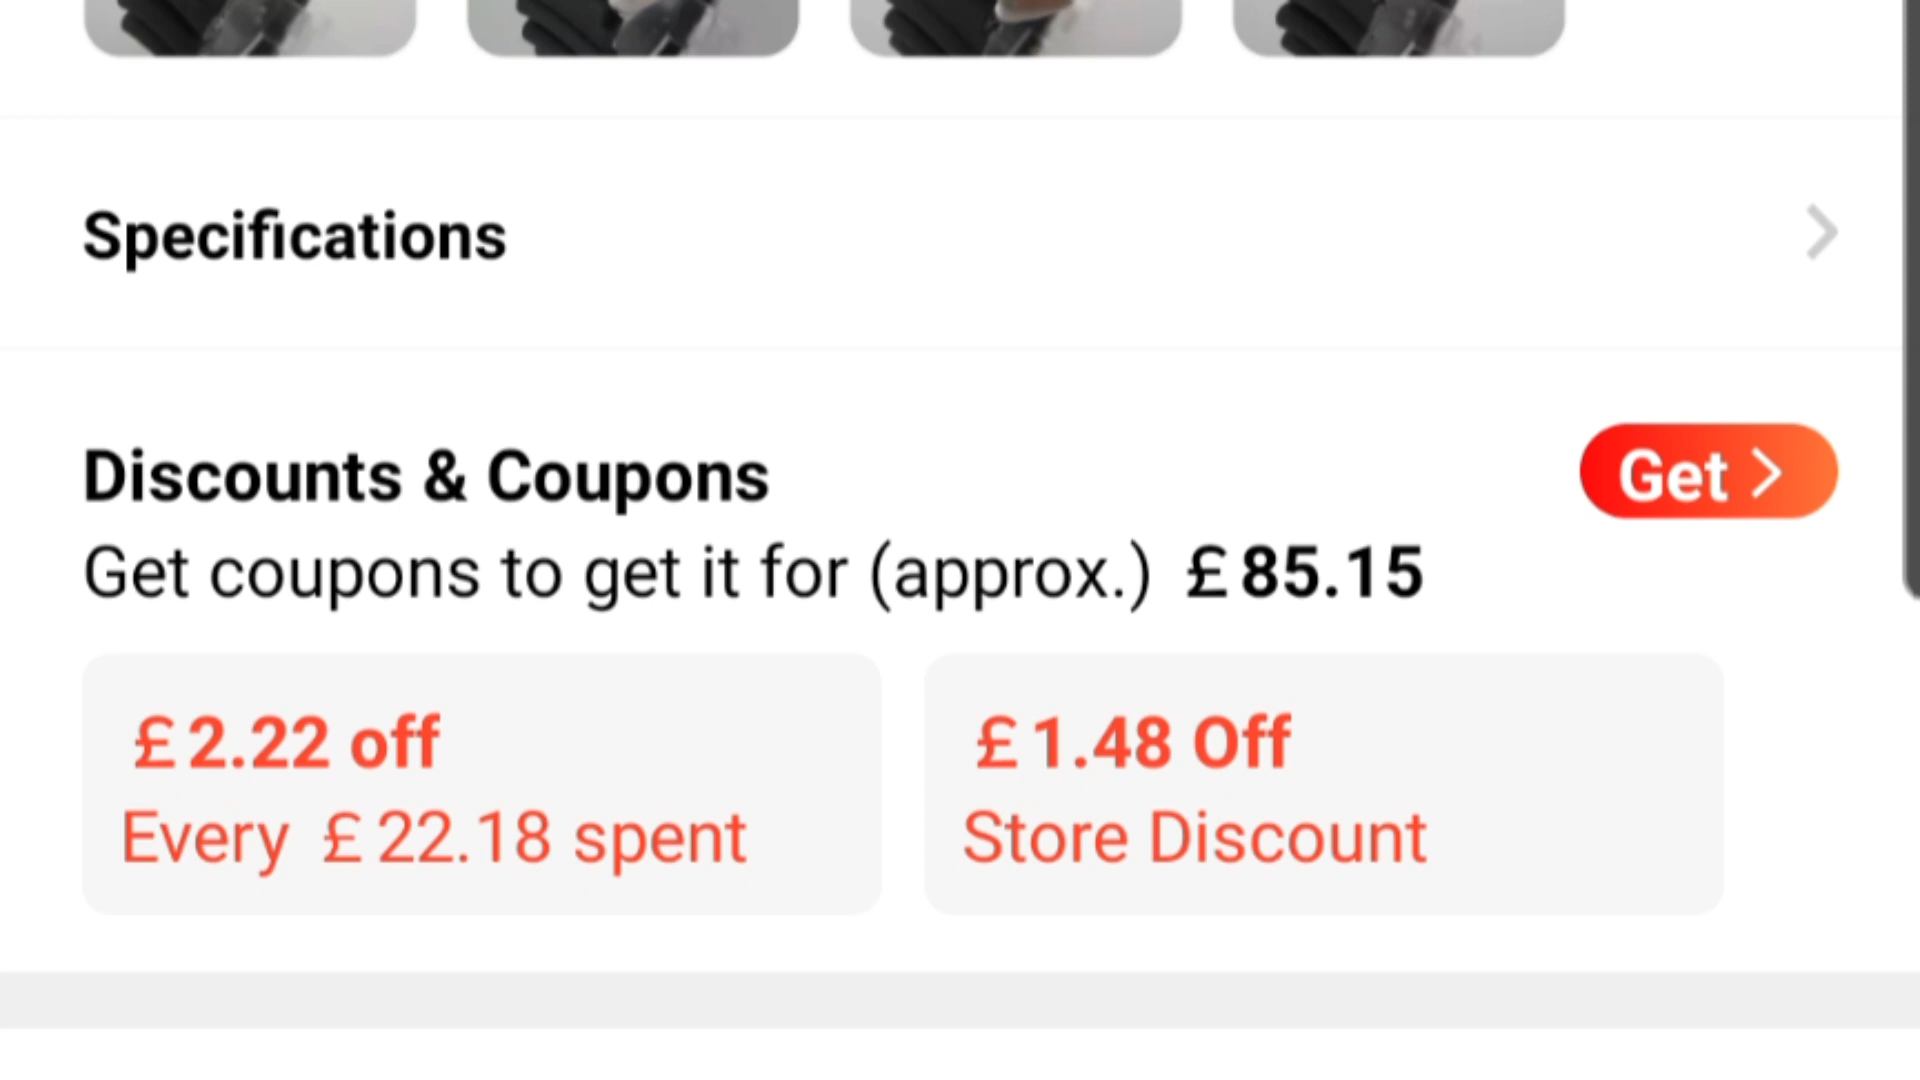 Specifications
Discounts & Coupons
Get >
Get coupons to get it for (approx.) £85.15
£2.22 off
Every £22.18 spent
£1.48 Off
Store Discount